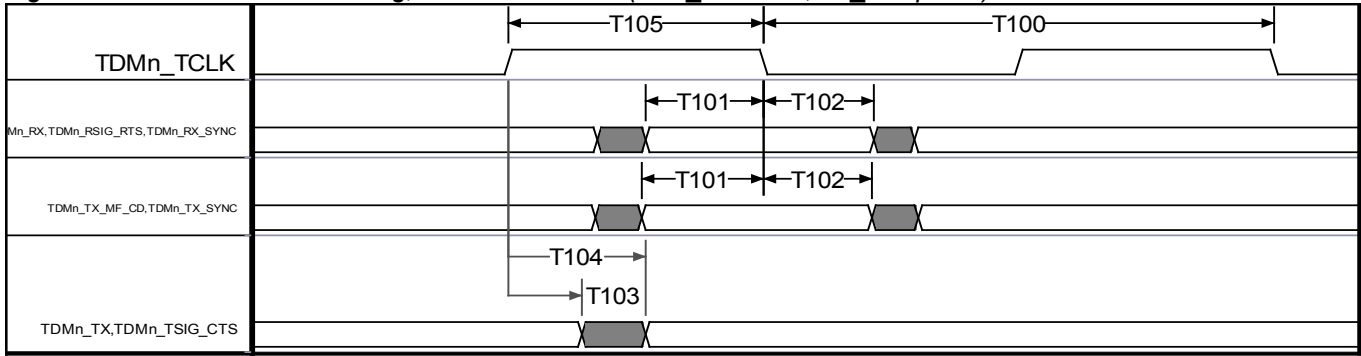 T105 T100
TDMn_TCLK
T101 T102
Mn_RX,TDMn_RSIG_RTS,TDMn_RX_SYNC
T101 T102
TDMn_TX_MF_CD,TDMn_TX_SYNC
T104
T103
TDMn_TX,TDMn_TSIG_CTS